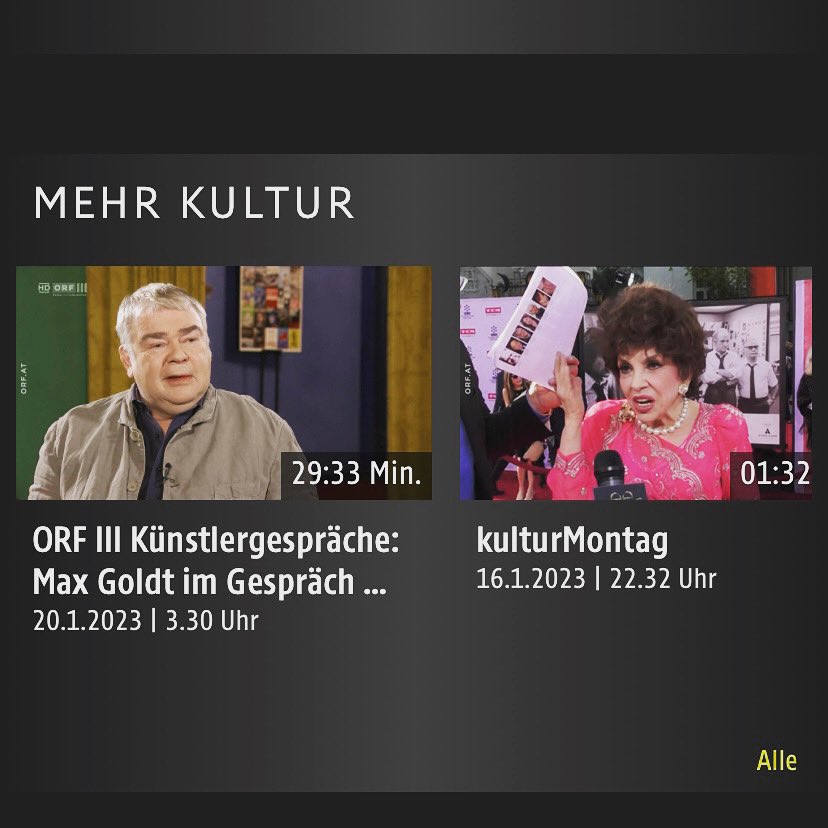 MEHR KULTUR
HD ORF III
ORF.AT
29:33 Min.
ORF III Künstlergespräche:
Max Goldt im Gespräch ...
20.1.2023 | 3.30 Uhr
TCM
ORF.AT
01:32
kulturMontag
16.1.2023 | 22.32 Uhr
Alle